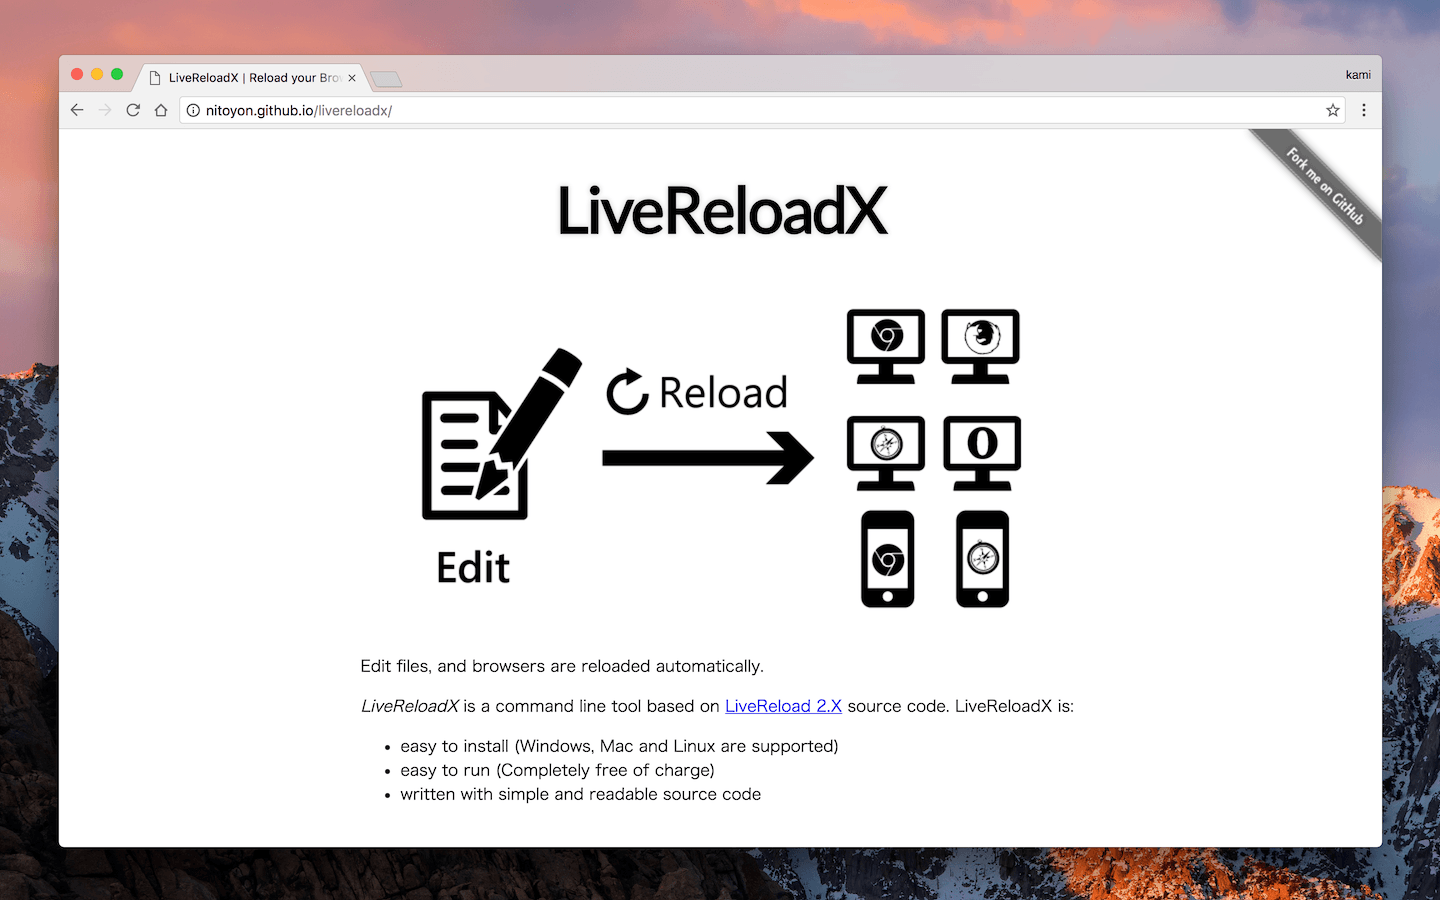 LiveReloadX | Reload your Bro
kami
nitoyon.github.io/livereloadx/
Fork me on GitHub
LiveReloadX
Reload
Edit
Edit files, and browsers are reloaded automatically.
LiveReloadX is a command line tool based on LiveReload 2.X source code. LiveReloadX is:
• easy to install (Windows, Mac and Linux are supported)
• easy to run (Completely free of charge)
• written with simple and readable source code